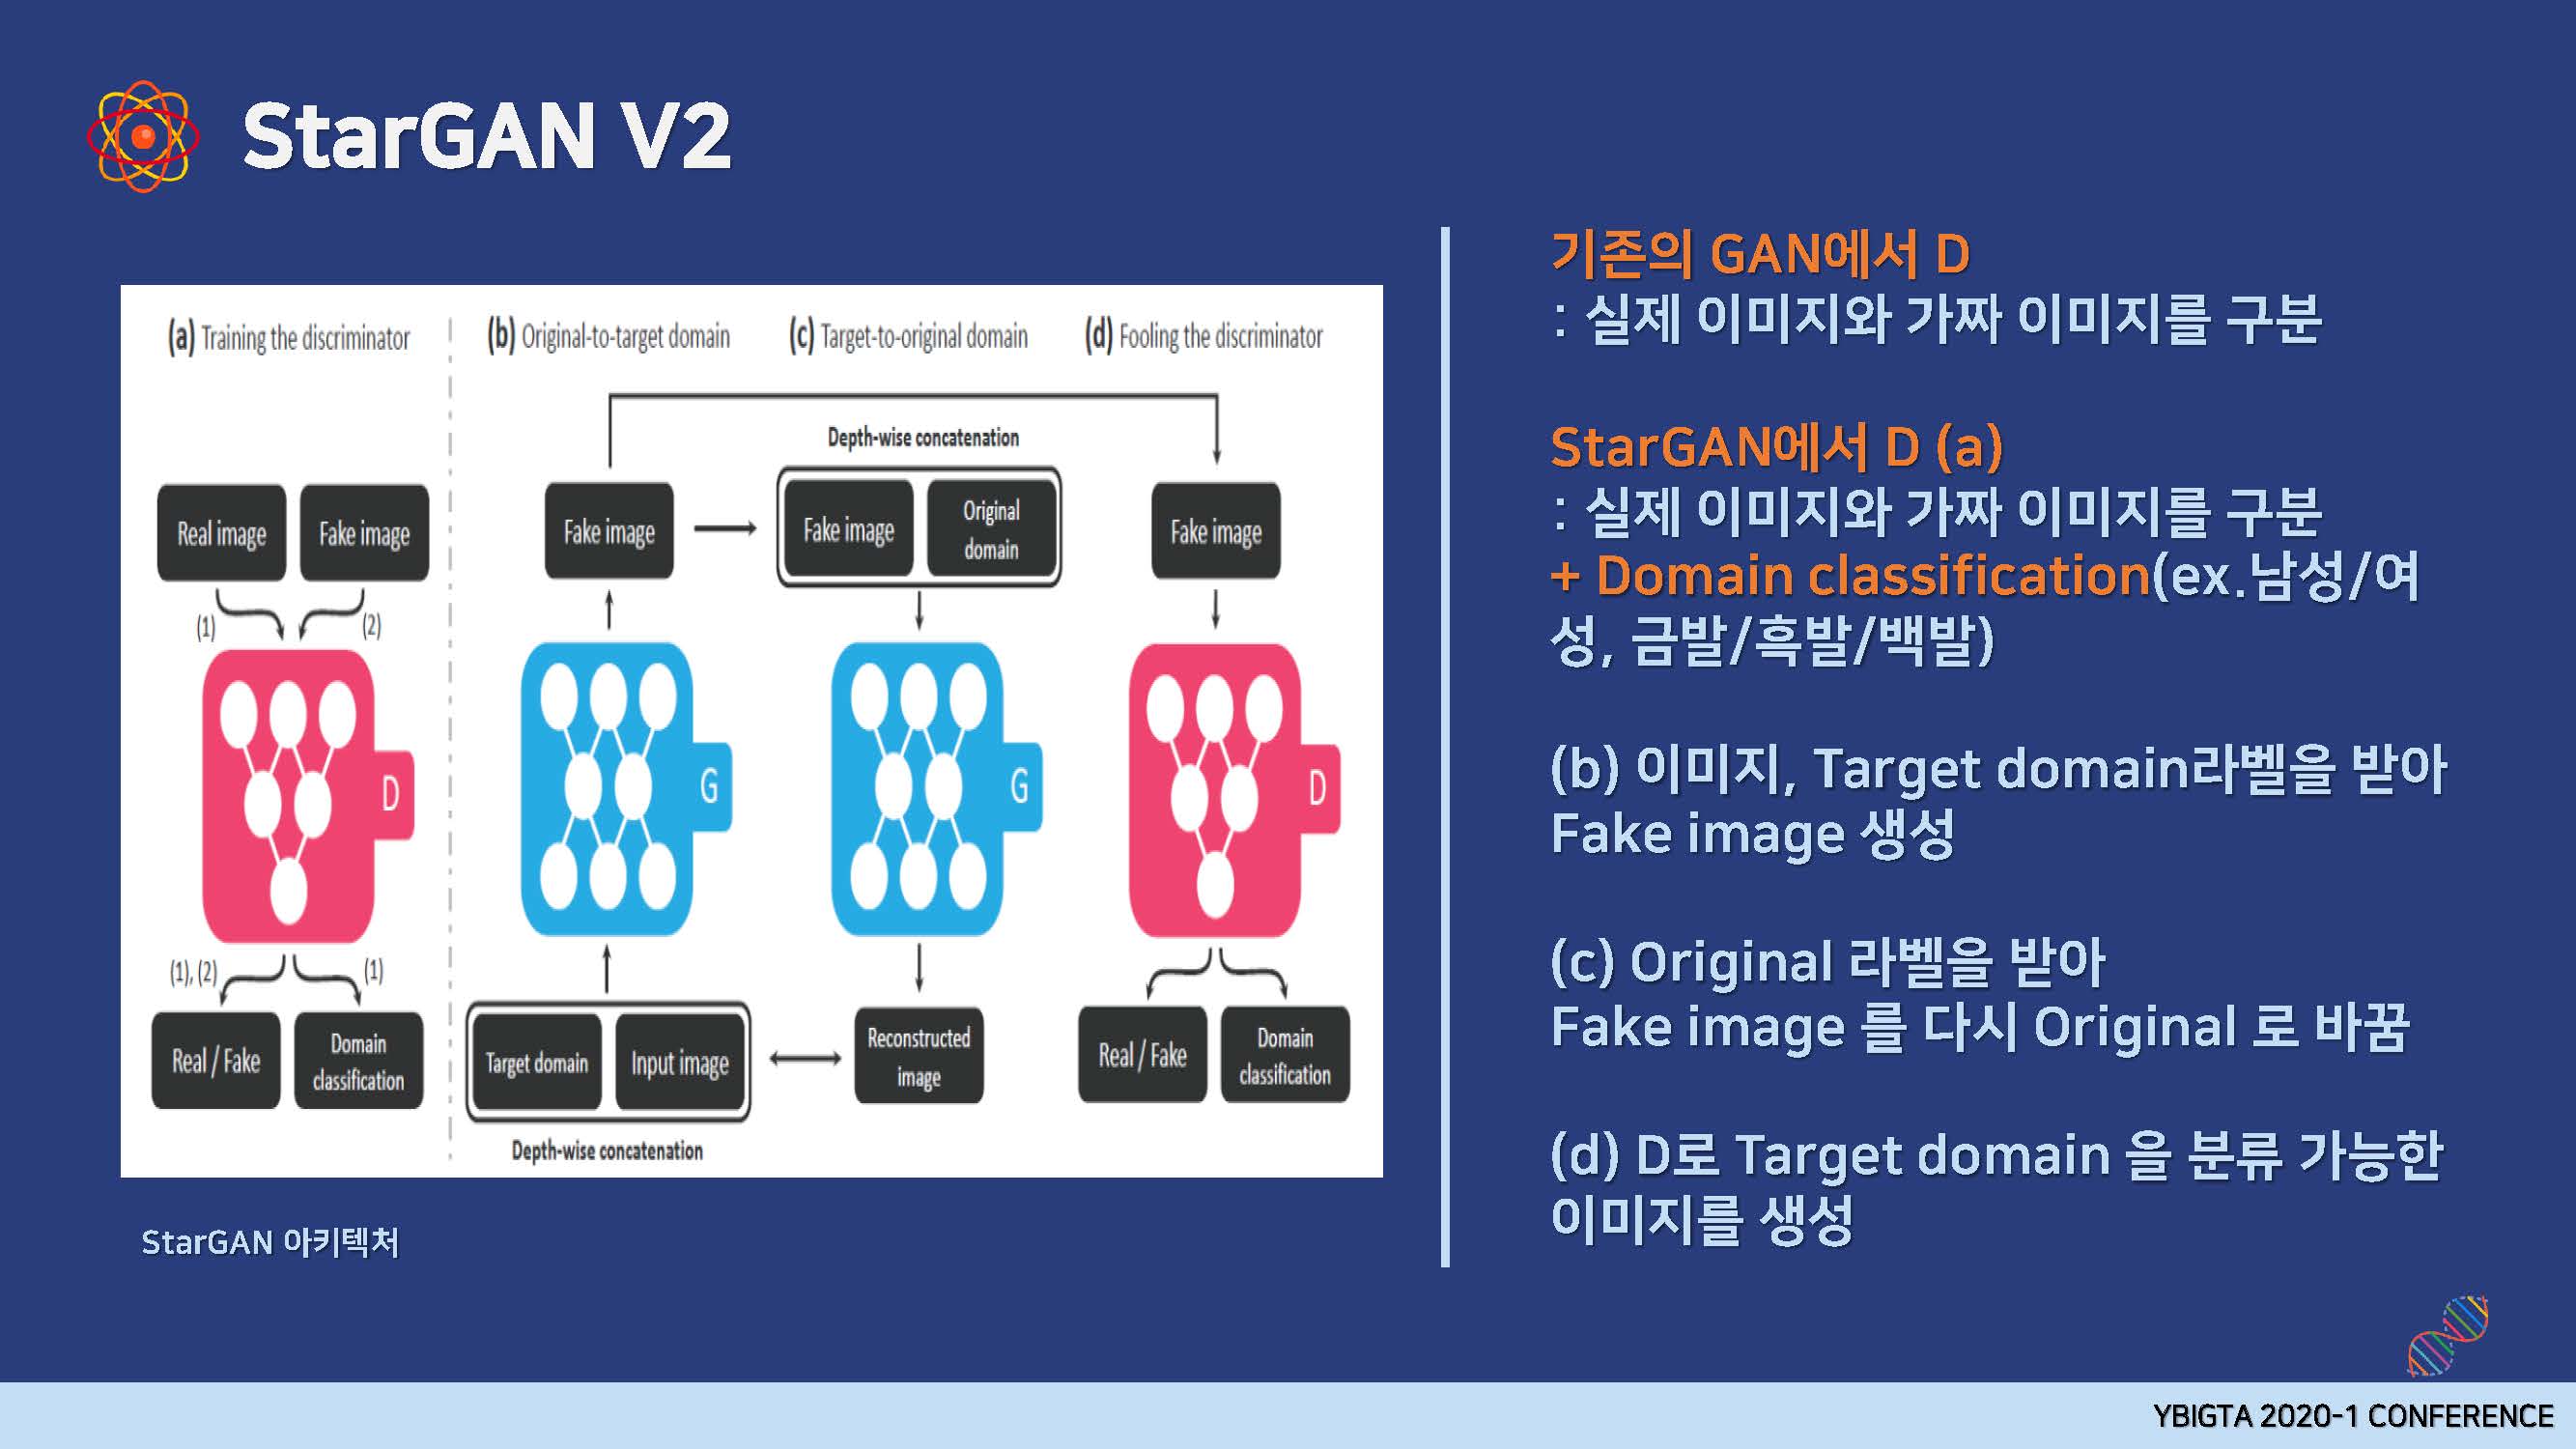 StarGAN V2
(a) Training the discriminator
(b) Original-to-target domain
(c) Target-to-original domain
(d) Fooling the discriminator
Real image
Fake image
(1)
(2)
D
(1), (2)
(1)
Real / Fake
Domain
classification
Fake image
G
Target domain
Input image
Depth-wise concatenation
Depth-wise concatenation
Fake image
Original
domain
G
Reconstructed
image
Fake image
D
Real / Fake
Domain
classification
StarGAN 아키텍처
기존의 GAN에서 D
: 실제 이미지와 가짜 이미지를 구분
StarGAN에서 D (a)
: 실제 이미지와 가짜 이미지를 구분
+ Domain classification(ex.남성/여
성, 금발/흑발/백발)
(b) 이미지, Target domain라벨을 받아
Fake image 생성
(c) Original 라벨을 받아
Fake image 를 다시 Original 로 바꿈
(d) D로 Target domain 을 분류 가능한
이미지를 생성
YBIGTA 2020-1 CONFERENCE